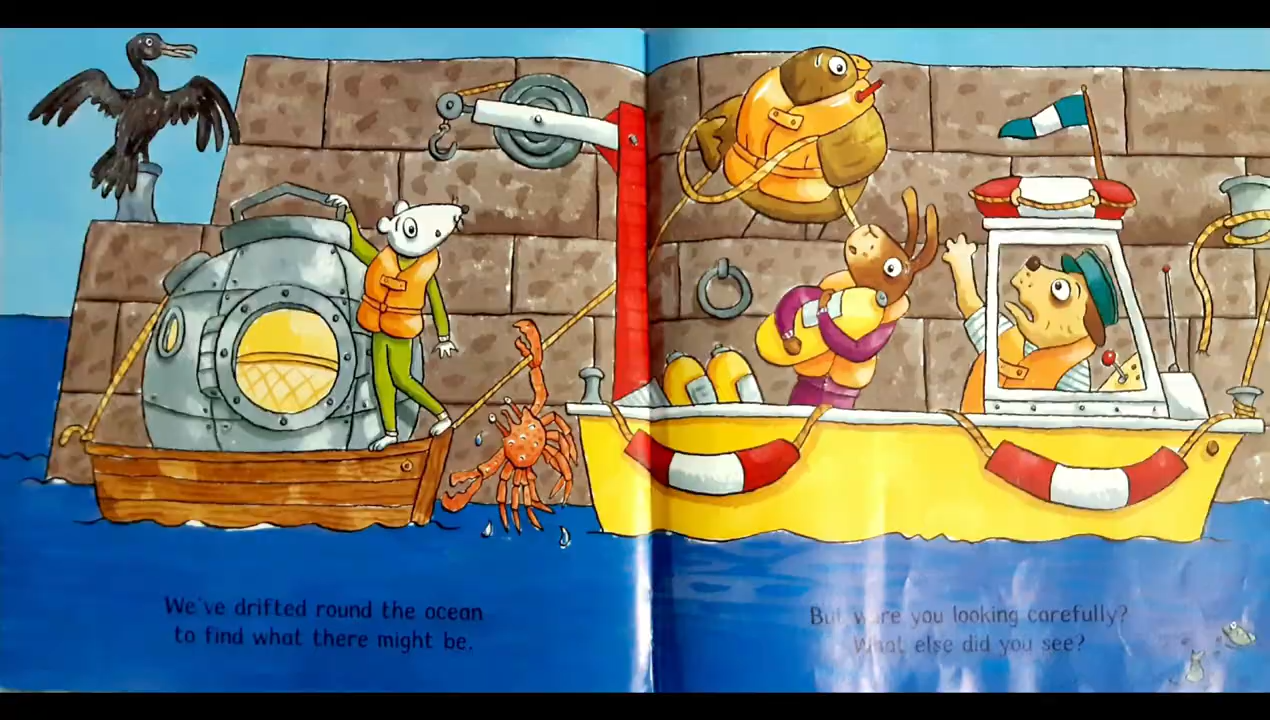 We've drifted round the ocean
to find what there might be.
But were you looking carefully?
What else did you see?